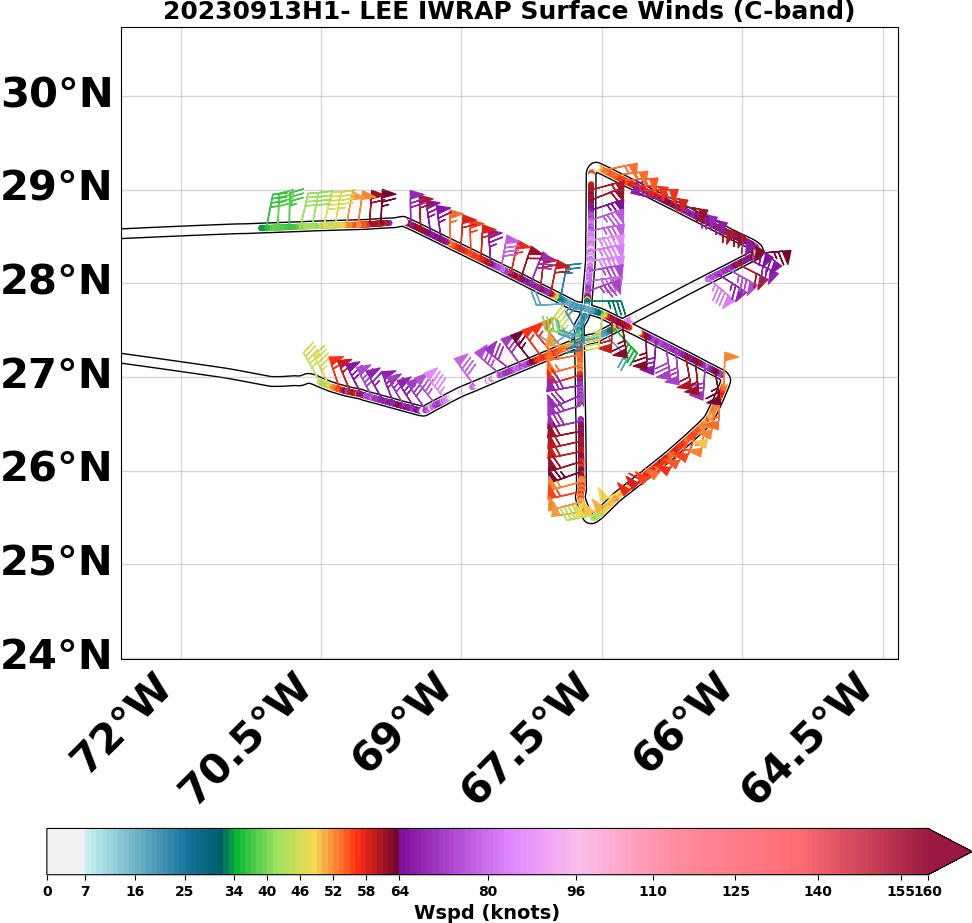 20230913H1- LEE IWRAP Surface Winds (C-band)
30°N
29°N
28°N
27°N
26°N
25°N
24°N
72°W 70.5°W 69°W 67.5°W 66°W 64.5°W
0 7 16 25 34 40 46 52 58 64 80 96 110 125 140 155 160
Wspd (knots)